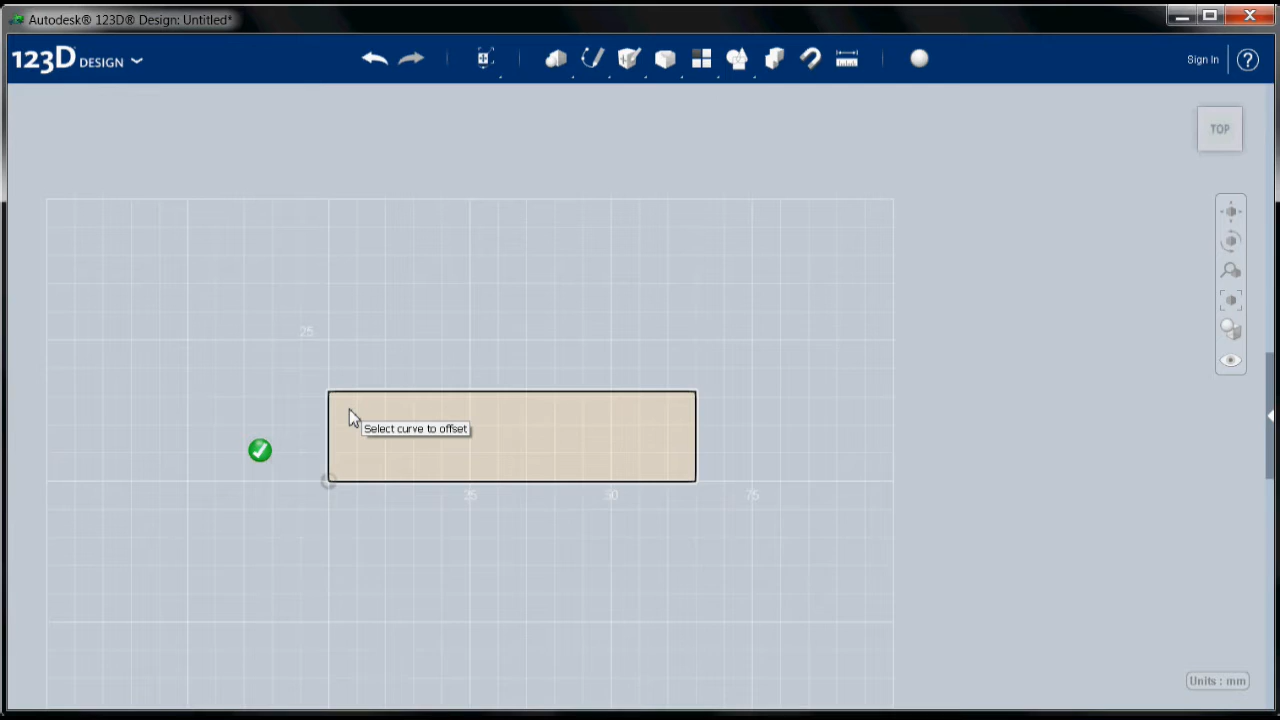 Autodesk® 123D® Design: Untitled*
123D DESIGN
Sign In
?
TOP
25
Select curve to offset
25 50 75
Units : mm